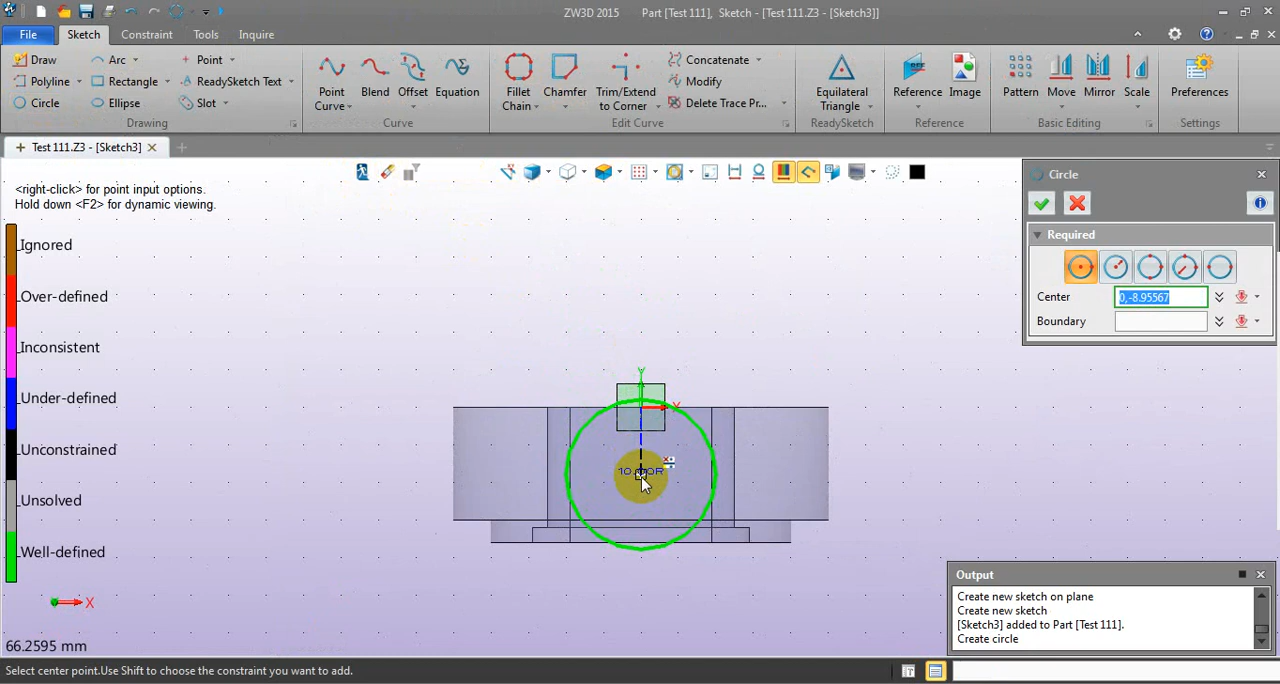 ZW3D 2015 Part [Test 111], Sketch - [Test 111.Z3 - [Sketch3]]
File Sketch Constraint Tools Inquire
Draw Arc Point
Polyline Rectangle ReadySketch Text
Circle Ellipse Slot
Drawing
Point Curve
Blend
Offset
Equation
Curve
Fillet Chain
Chamfer
Trim/Extend to Corner
Concatenate
Modify
Delete Trace Pr...
Edit Curve
Equilateral Triangle
ReadySketch
Reference
Image
Reference
Pattern
Move
Mirror
Scale
Basic Editing
Preferences
Settings
Test 111.Z3 - [Sketch3]
<right-click> for point input options.
Hold down <F2> for dynamic viewing.
Ignored
Over-defined
Inconsistent
Under-defined
Unconstrained
Unsolved
Well-defined
X
66.2595 mm
Y
X
Circle
Required
Center 0,-8.95567
Boundary
Output
Create new sketch on plane
Create new sketch
[Sketch3] added to Part [Test 111].
Create circle
Select center point.Use Shift to choose the constraint you want to add.